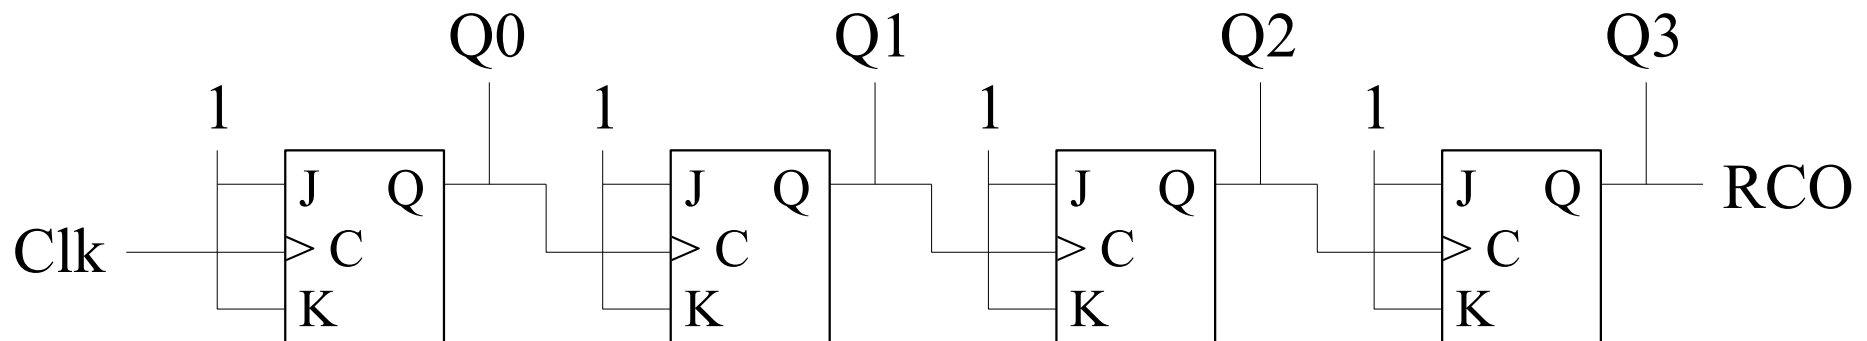 Q0 Q1 Q2 Q3
1 1 1 1
J Q J Q J Q J Q RCO
Clk C C C C
K K K K